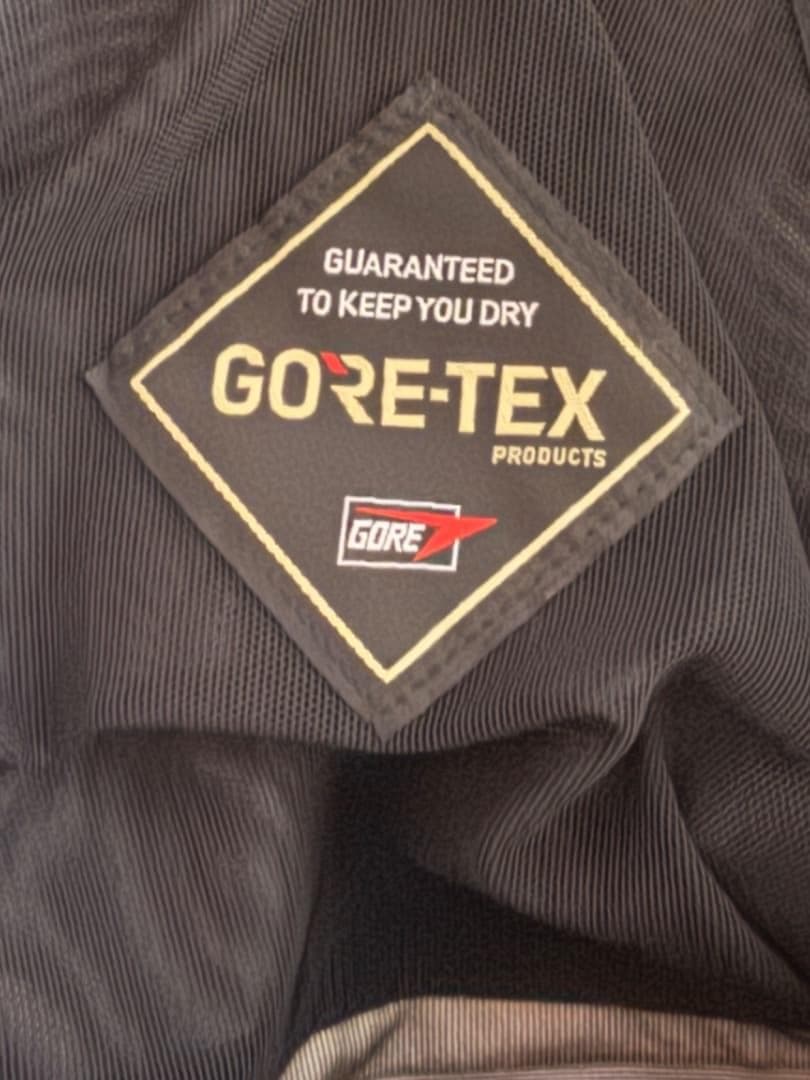 GUARANTEED
TO KEEP YOU DRY
GORE-TEX
PRODUCTS
GORE